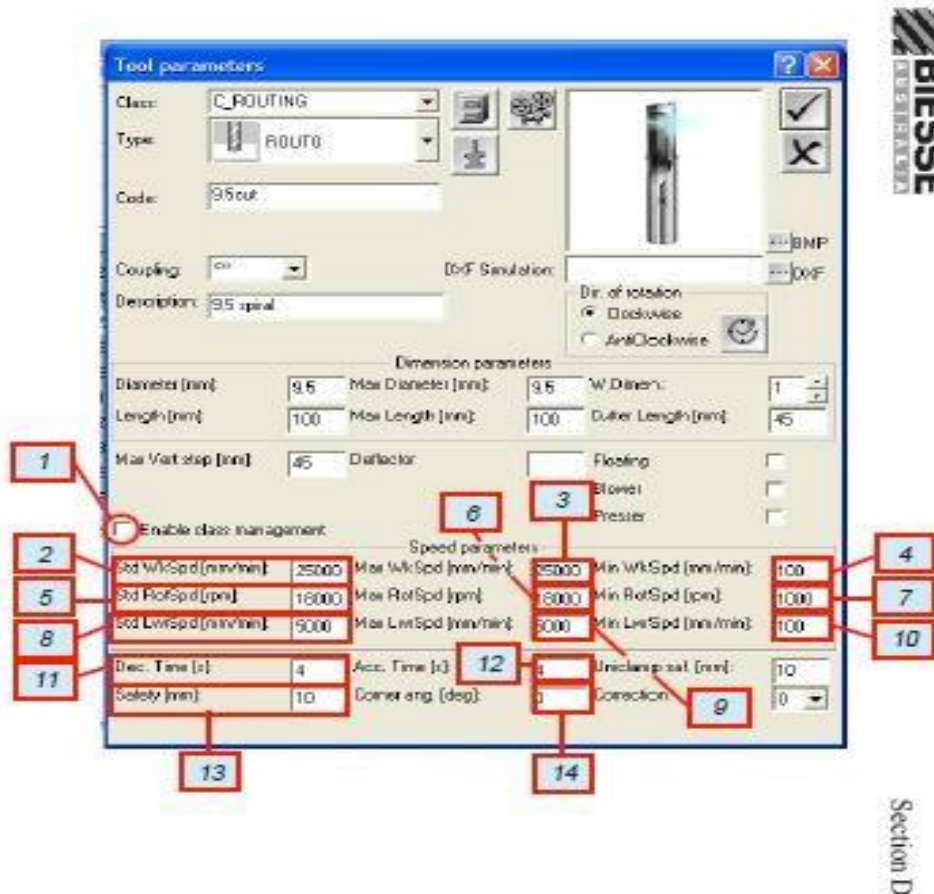 BIESSE
AUSTRALIA
Tool parameters
Class: C_ROUTING
Type: ROUT0
Code: 9.5out
BMP
Coupling: DXF Simulation: DXF
Description: 9.5 spiral
Dir. of rotation
Clockwise
AntiClockwise
Dimension parameters
Diameter [mm]: 9.5 Max Diameter [mm]: 9.5 W.Dimen.: 1
Length [mm]: 100 Max Length [mm]: 100 Cutter Length [mm]: 45
1 Max Vert step [mm]: 45 Deflector Floating
Blower
6 3 Presser
Enable class management
Speed parameters
2 Std WkSpd [mm/min]: 25000 Max WkSpd [mm/min]: 25000 Min WkSpd [mm/min]: 100 4
5 Std RotSpd [rpm]: 18000 Max RotSpd [rpm]: 18000 Min RotSpd [rpm]: 1000 7
8 Std LwrSpd [mm/min]: 5000 Max LwrSpd [mm/min]: 5000 Min LwrSpd [mm/min]: 100 10
11 Dec. Time [s]: 4 Acc. Time [s]: 12 4 Uniclamp saf. [mm]: 10
Safety [mm]: 10 Corner ang. [deg]: 0 Correction 9 0
13 14
Section D